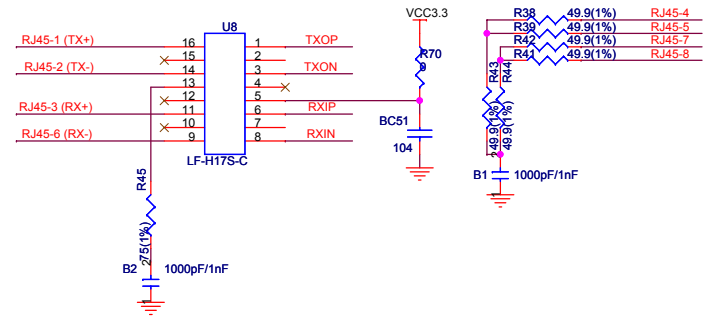 U8
RJ45-1 (TX+) 16 1 TXOP
15 2
RJ45-2 (TX-) 14 3 TXON
13 4
12 5
RJ45-3 (RX+) 11 6 RXIP
10 7
RJ45-6 (RX-) 9 8 RXIN
LF-H17S-C
R45
75(1%)
2
B2 1000pF/1nF
1
VCC3.3
R70
0
BC51
104
R38 49.9(1%) RJ45-4
R39 49.9(1%) RJ45-5
R42 49.9(1%) RJ45-7
R41 49.9(1%) RJ45-8
R43
R44
49.9(1%)
49.9(1%)
2
B1 1000pF/1nF
1